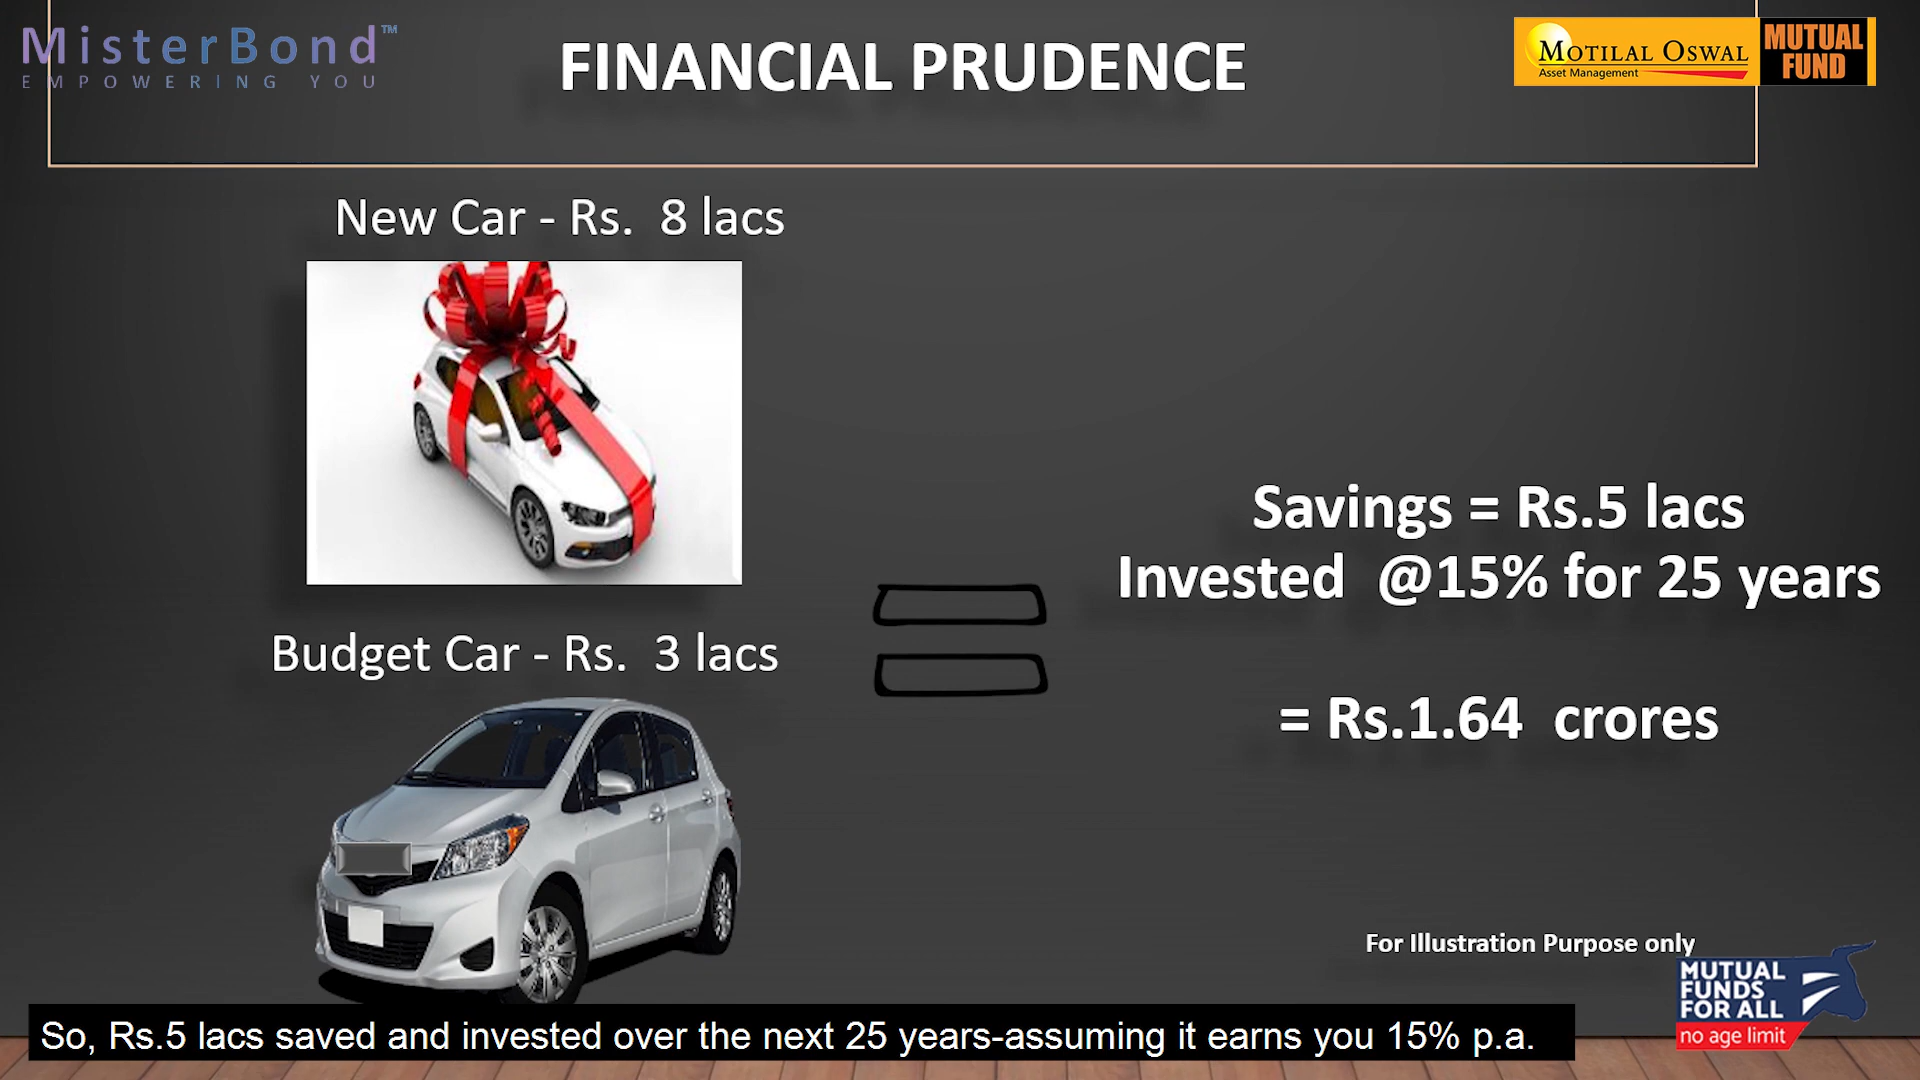 MisterBond™
EMPOWERING YOU
FINANCIAL PRUDENCE
MOTILAL OSWAL
Asset Management
MUTUAL
FUND
New Car - Rs. 8 lacs
Budget Car - Rs. 3 lacs
Savings = Rs.5 lacs
Invested @15% for 25 years
= Rs.1.64 crores
For Illustration Purpose only
MUTUAL
FUNDS
FOR ALL
no age limit
So, Rs.5 lacs saved and invested over the next 25 years-assuming it earns you 15% p.a.